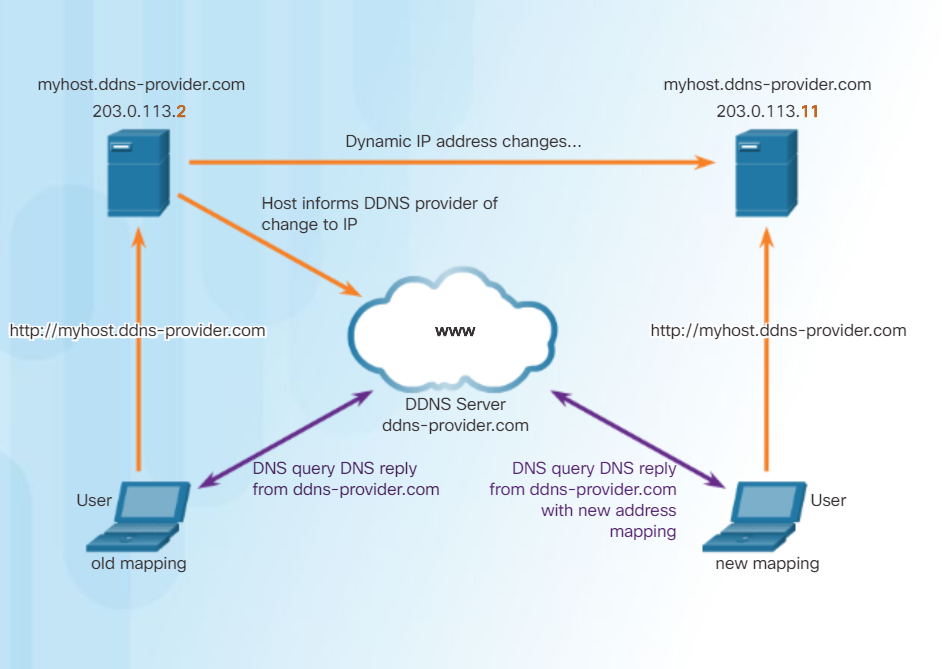 myhost.ddns-provider.com
203.0.113.2
myhost.ddns-provider.com
203.0.113.11
Dynamic IP address changes...
Host informs DDNS provider of
change to IP
http://myhost.ddns-provider.com
www
http://myhost.ddns-provider.com
DDNS Server
ddns-provider.com
DNS query DNS reply
from ddns-provider.com
DNS query DNS reply
from ddns-provider.com
with new address
mapping
User
old mapping
User
new mapping